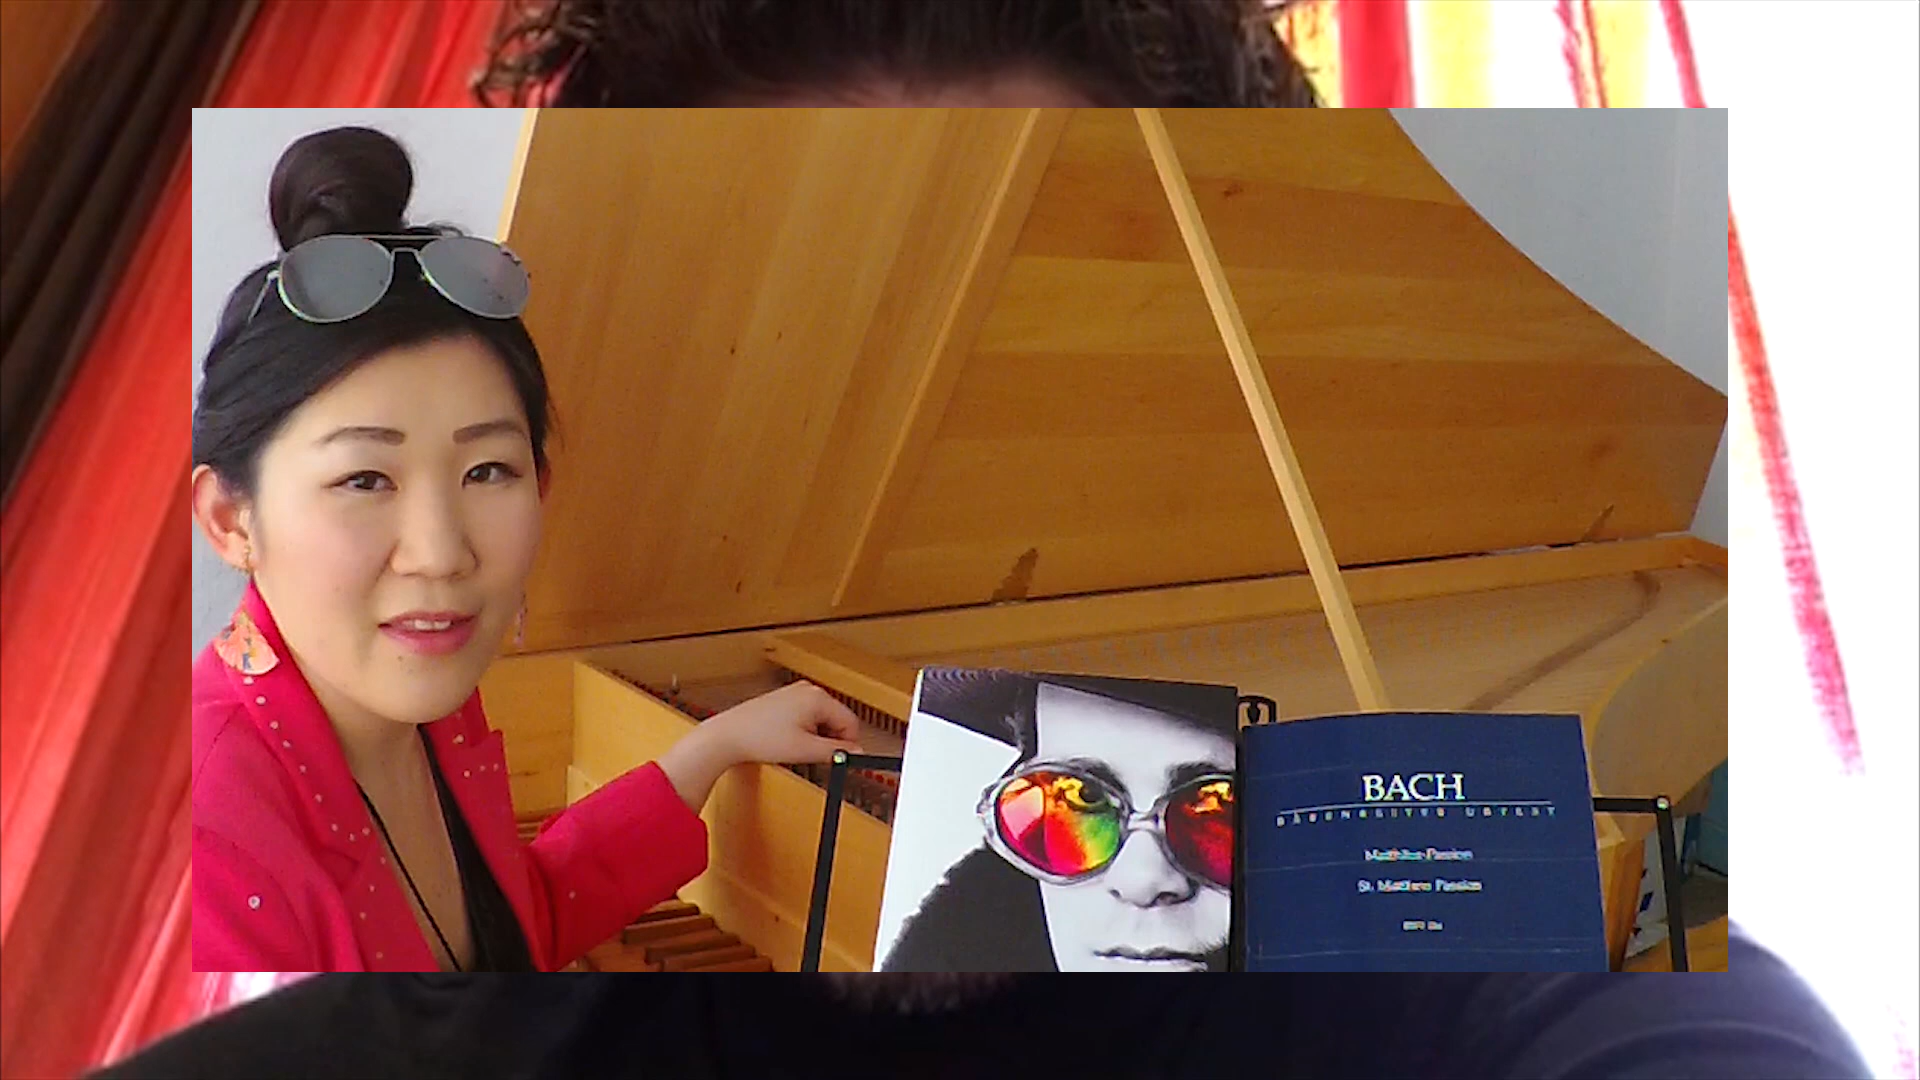 BACH
BÄRENREITER URTEXT
Matthäus-Passion
St. Matthew Passion